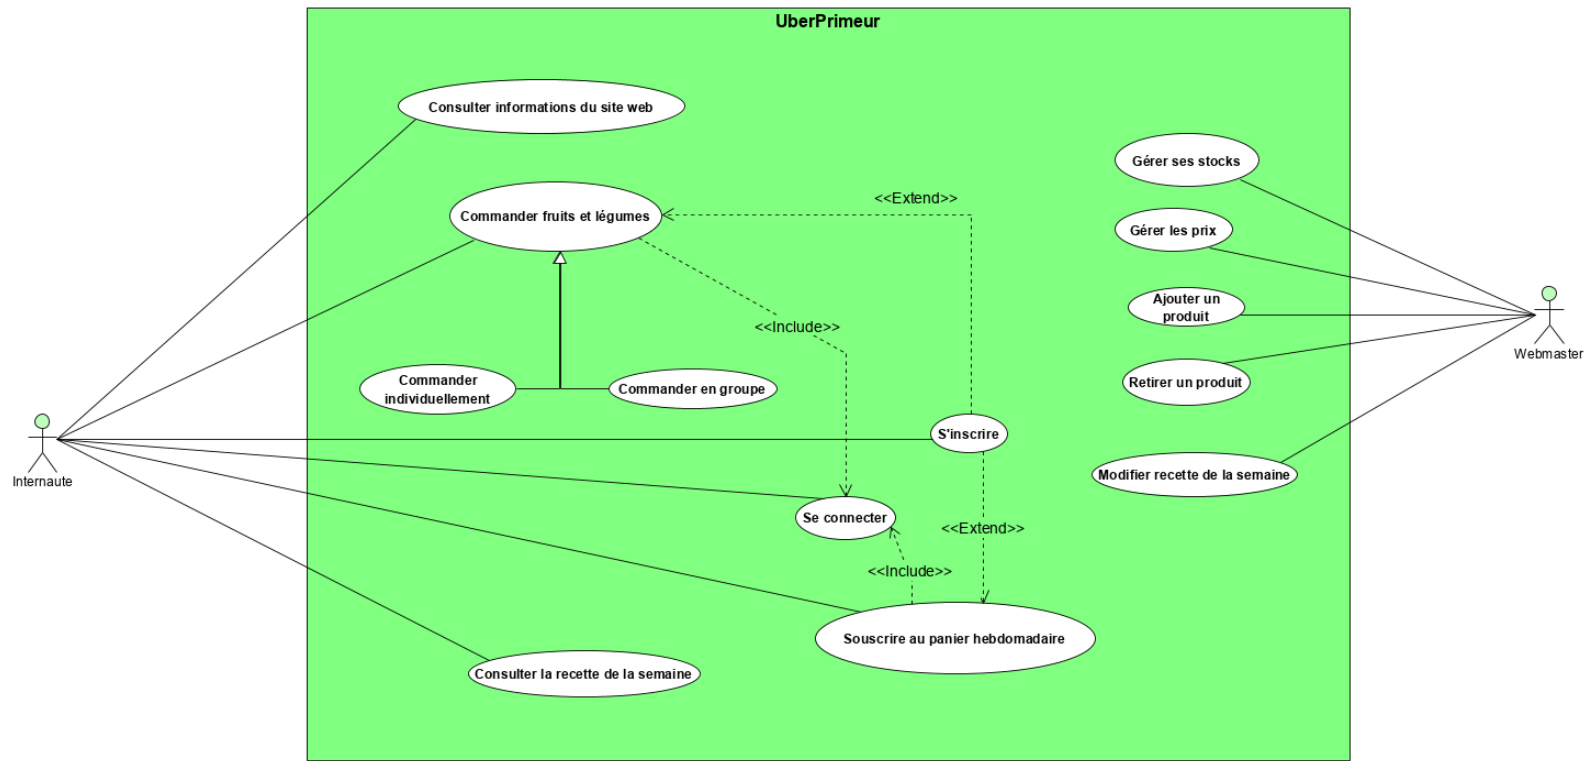 UberPrimeur
Consulter informations du site web
Gérer ses stocks
<<Extend>>
Commander fruits et légumes
Gérer les prix
Ajouter un
produit
<<Include>>
Webmaster
Commander
individuellement
Commander en groupe
Retirer un produit
S'inscrire
Internaute
Modifier recette de la semaine
Se connecter
<<Extend>>
<<Include>>
Souscrire au panier hebdomadaire
Consulter la recette de la semaine